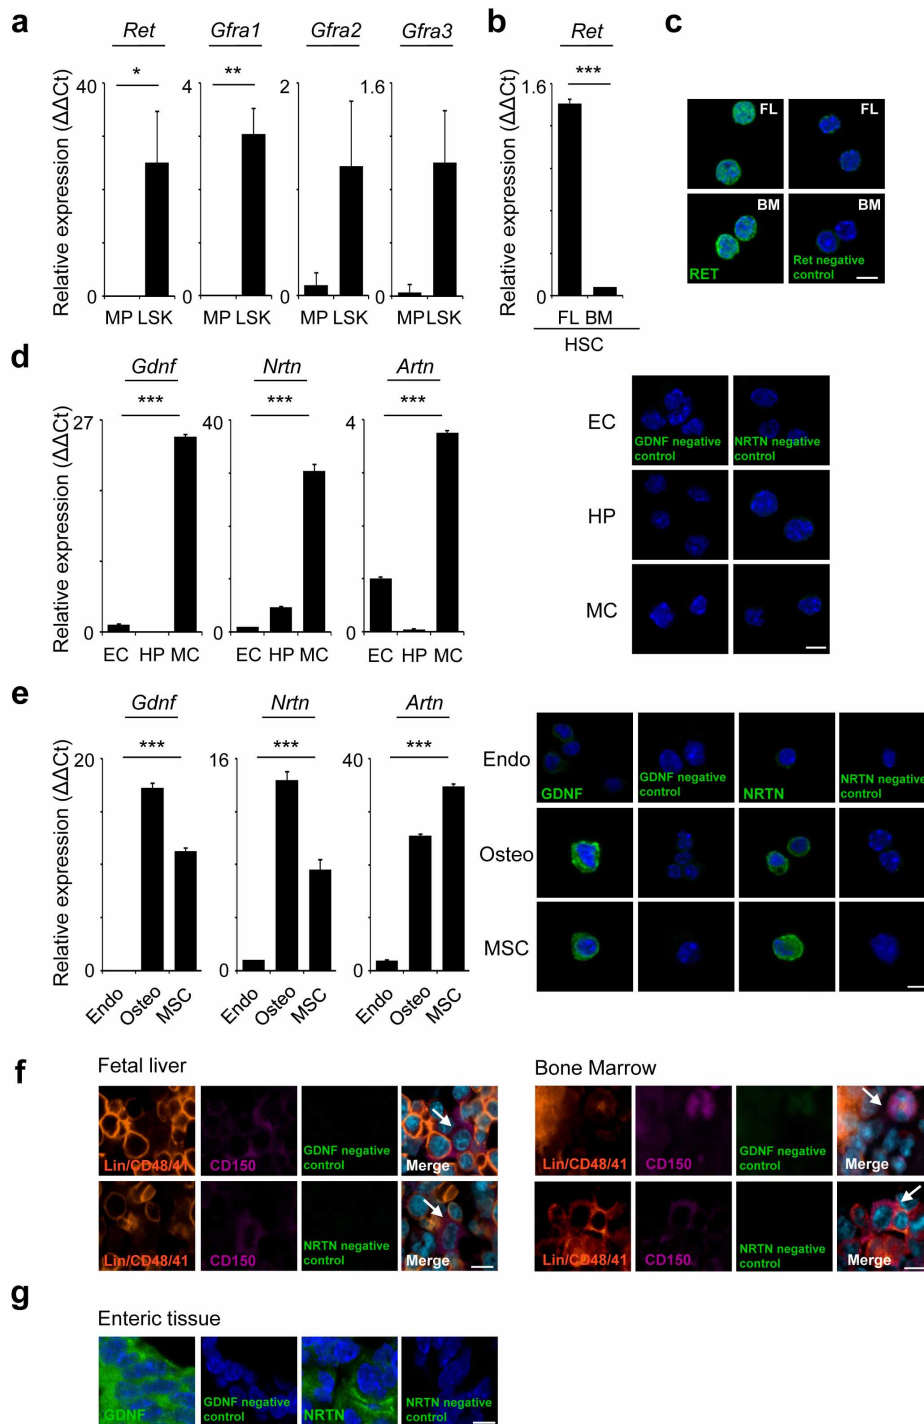 a
Ret
Gfra1
Gfra2
Gfra3
Relative expression (ΔΔCt)
40
0
*
MP LSK
4
0
**
MP LSK
2
0
MP LSK
1.6
0
MP LSK
b
Ret
Relative expression (ΔΔCt)
1.6
0
***
FL BM
HSC
c
FL
FL
BM
RET
BM
Ret negative
control
d
Gdnf
Nrtn
Artn
Relative expression (ΔΔCt)
27
0
***
EC HP MC
40
0
***
EC HP MC
4
0
***
EC HP MC
EC
GDNF negative
control
NRTN negative
control
HP
MC
e
Gdnf
Nrtn
Artn
Relative expression (ΔΔCt)
20
0
***
Endo
Osteo
MSC
16
0
***
Endo
Osteo
MSC
40
0
***
Endo
Osteo
MSC
Endo
GDNF
GDNF negative
control
NRTN
NRTN negative
control
Osteo
MSC
f
Fetal liver
Lin/CD48/41
CD150
GDNF negative
control
Merge
Lin/CD48/41
CD150
NRTN negative
control
Merge
Bone Marrow
Lin/CD48/41
CD150
GDNF negative
control
Merge
Lin/CD48/41
CD150
NRTN negative
control
Merge
g
Enteric tissue
GDNF
GDNF negative
control
NRTN
NRTN negative
control